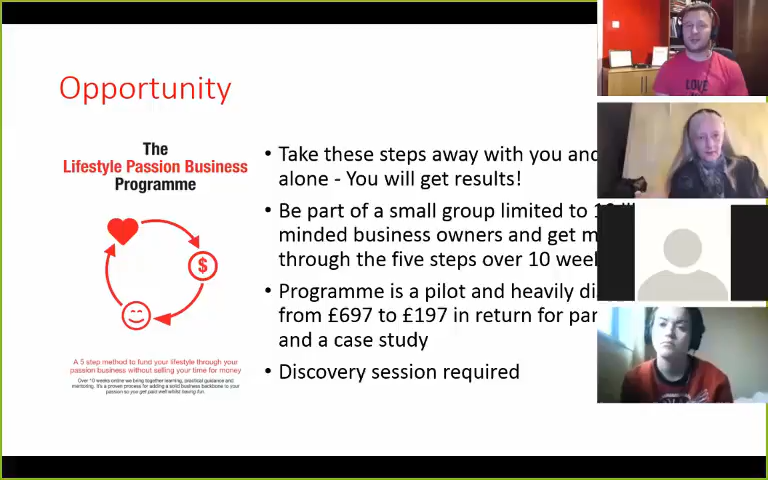 Opportunity
The
Lifestyle Passion Business
Programme
$
A 5 step method to fund your lifestyle through your
passion business without selling your time for money
Over 10 weeks online we bring together learning, practical guidance and
mentoring. It's a proven process for adding a solid business backbone to your
passion so you get paid well whilst having fun.
• Take these steps away with you and
alone - You will get results!
• Be part of a small group limited to
minded business owners and get
through the five steps over 10
• Programme is a pilot and heavily
from £697 to £197 in return for
and a case study
• Discovery session required
LOVE